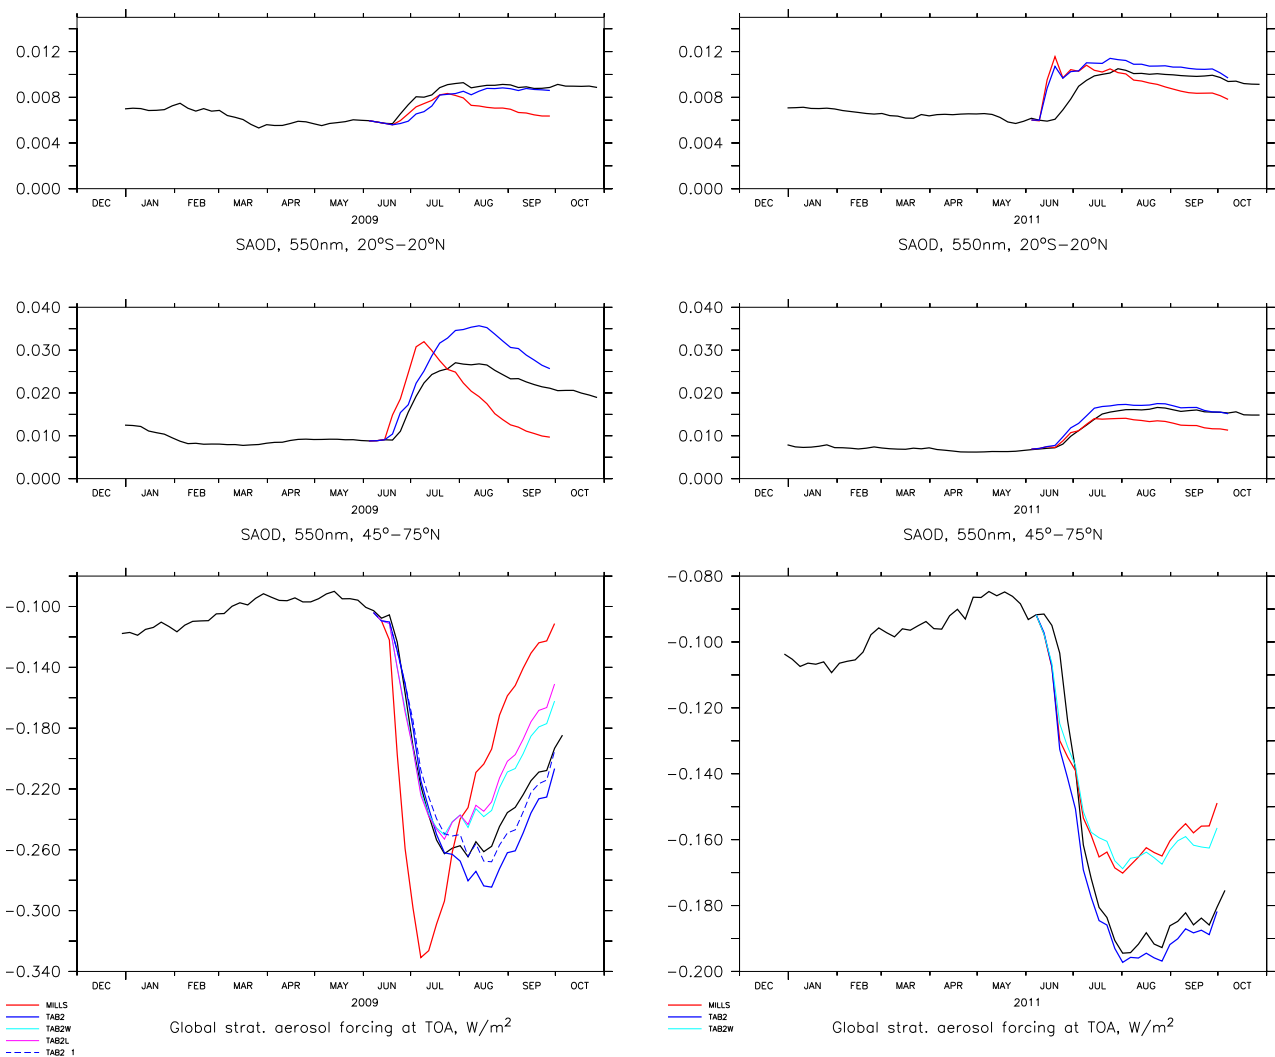 0.012
0.008
0.004
0.000
DEC JAN FEB MAR APR MAY JUN JUL AUG SEP OCT
2009
SAOD, 550nm, 20°S−20°N
0.012
0.008
0.004
0.000
DEC JAN FEB MAR APR MAY JUN JUL AUG SEP OCT
2011
SAOD, 550nm, 20°S−20°N
0.040
0.030
0.020
0.010
0.000
DEC JAN FEB MAR APR MAY JUN JUL AUG SEP OCT
2009
SAOD, 550nm, 45°−75°N
0.040
0.030
0.020
0.010
0.000
DEC JAN FEB MAR APR MAY JUN JUL AUG SEP OCT
2011
SAOD, 550nm, 45°−75°N
−0.100
−0.140
−0.180
−0.220
−0.260
−0.300
−0.340
DEC JAN FEB MAR APR MAY JUN JUL AUG SEP OCT
2009
MILLS
TAB2
TAB2W
TAB2L
TAB2 1
Global strat. aerosol forcing at TOA, W/m²
−0.080
−0.100
−0.120
−0.140
−0.160
−0.180
−0.200
DEC JAN FEB MAR APR MAY JUN JUL AUG SEP OCT
2011
MILLS
TAB2
TAB2W
Global strat. aerosol forcing at TOA, W/m²